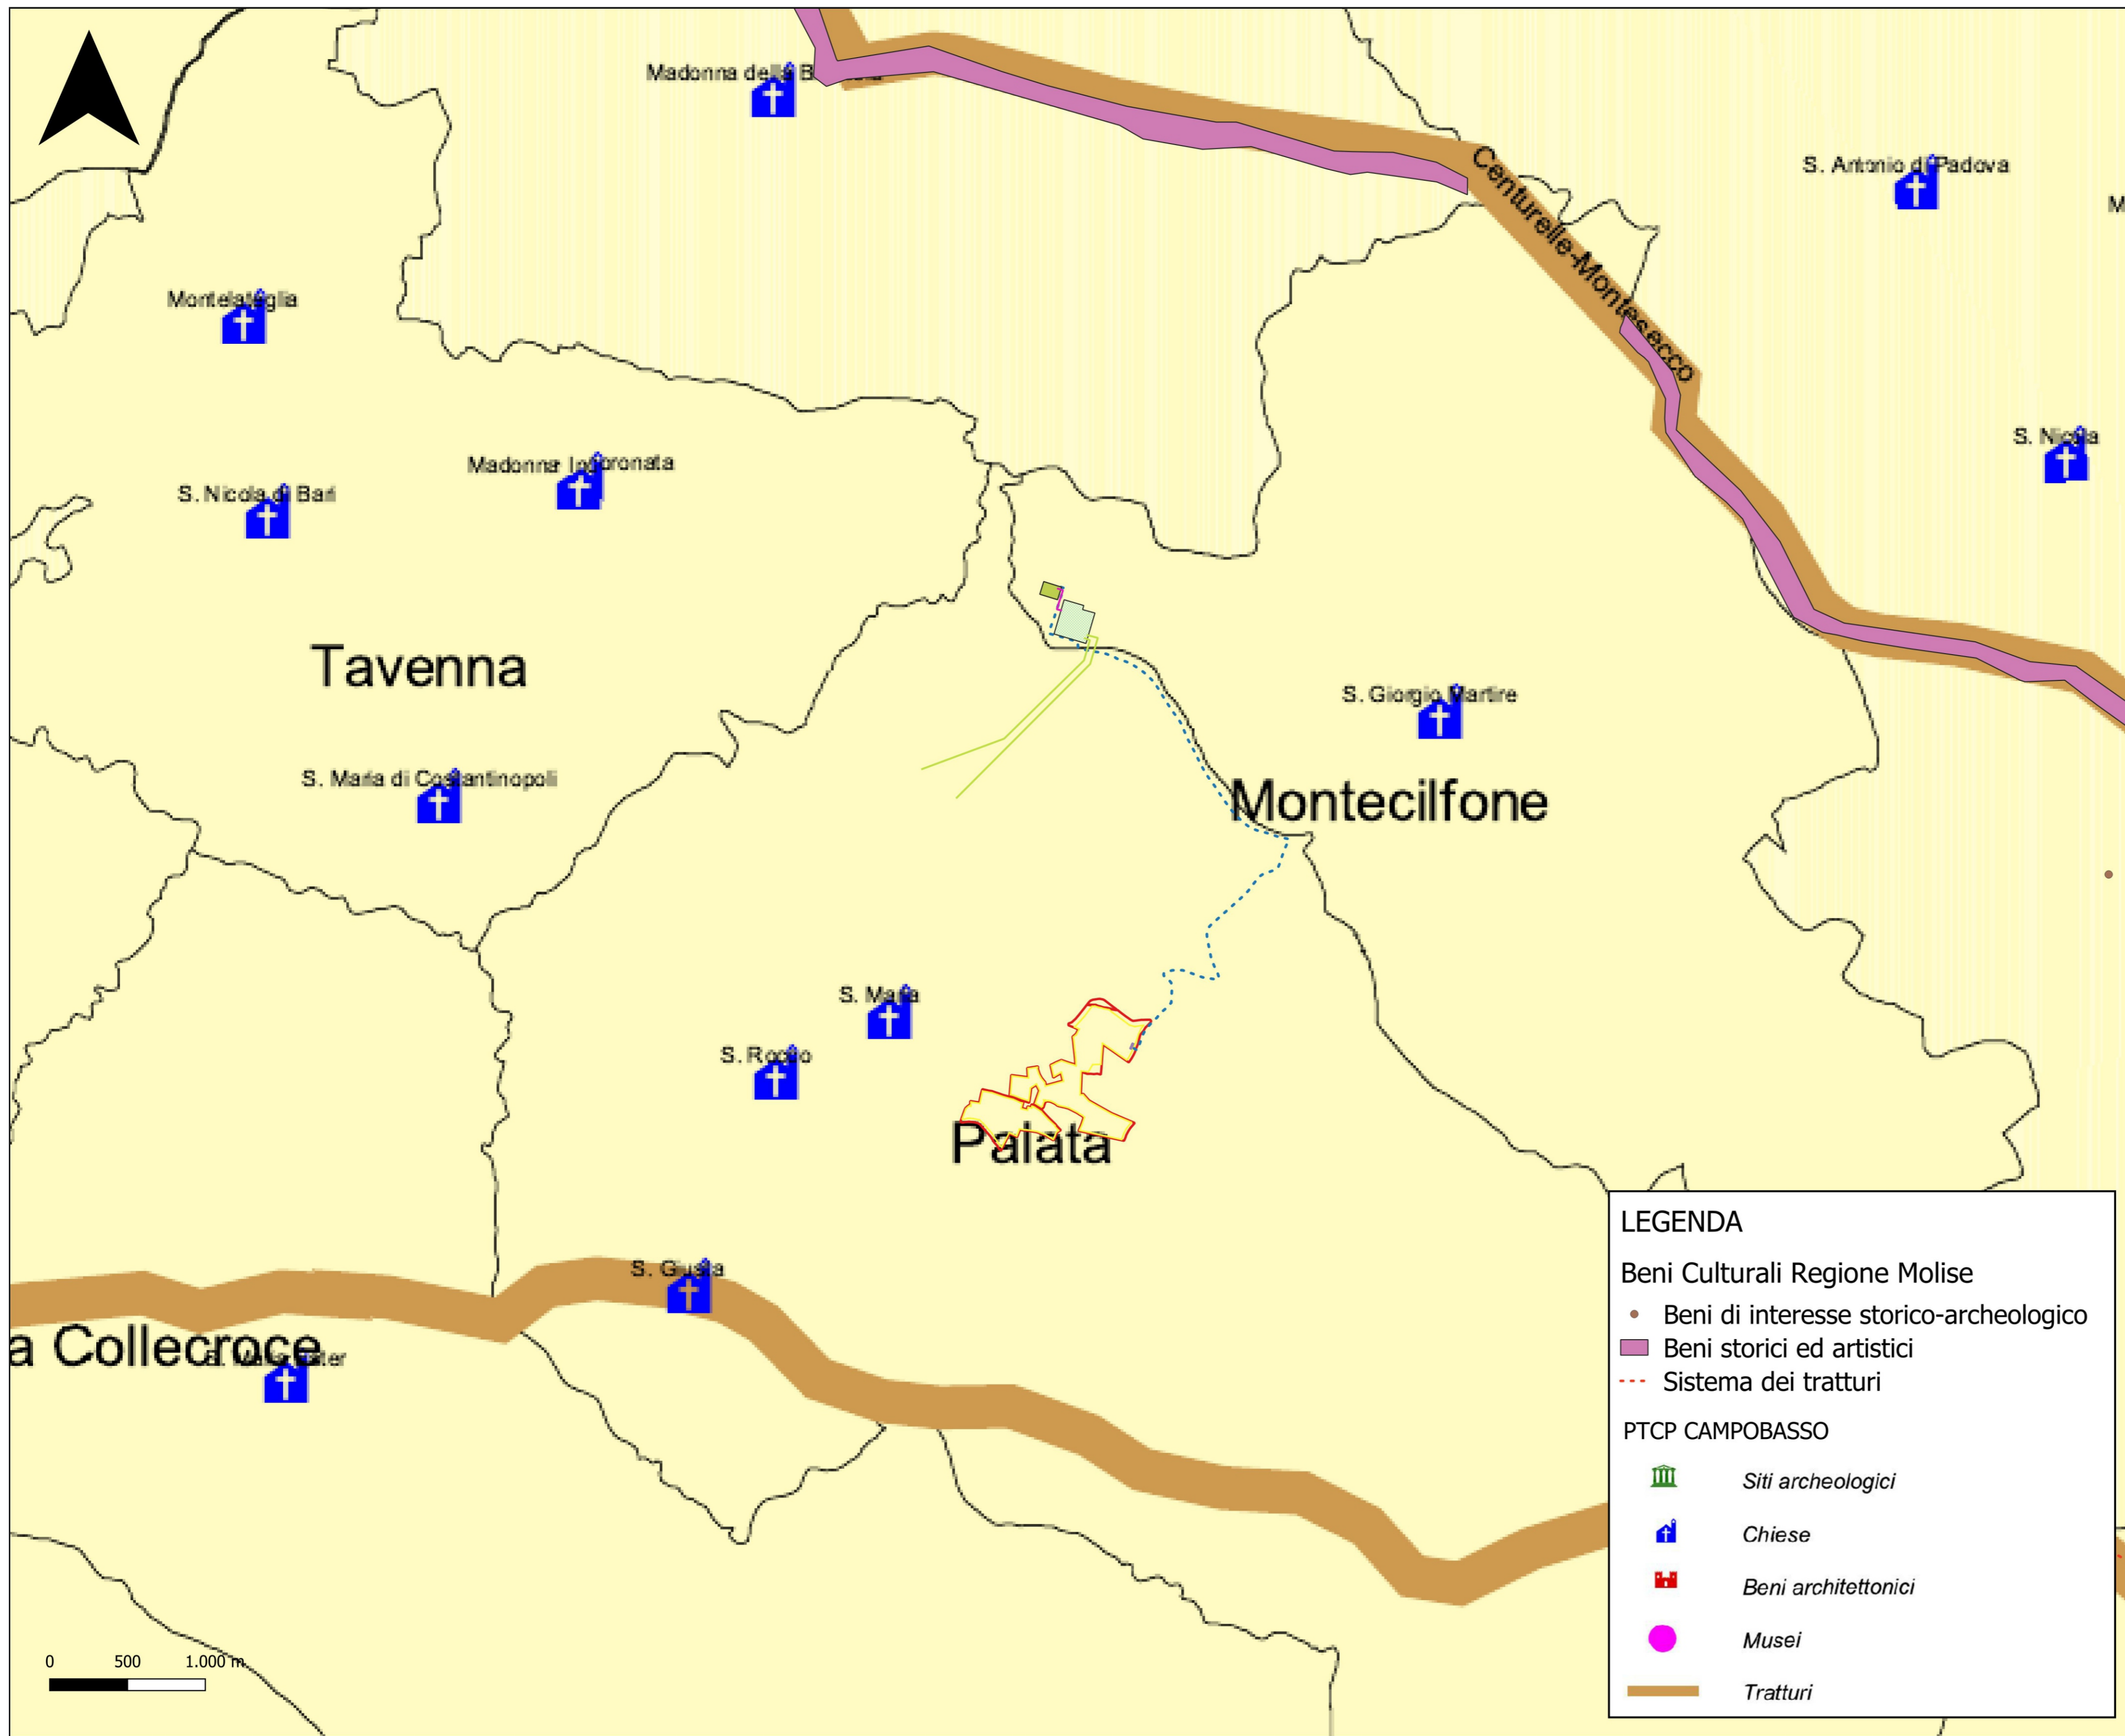 Madonna della B
S. Antonio di Padova
M
Centurelle-Montesecco
Montelateglia
S. Nicola
Madonna Incoronata
S. Nicola di Bari
Tavenna
S. Giorgio Martire
S. Maria di Costantinopoli
Montecilfone
S. Maria
S. Rocco
Palata
S. Giusta
a Collecroce
LEGENDA
Beni Culturali Regione Molise
Beni di interesse storico-archeologico
Beni storici ed artistici
Sistema dei tratturi
PTCP CAMPOBASSO
Siti archeologici
Chiese
Beni architettonici
Musei
Tratturi
0 500 1.000 m